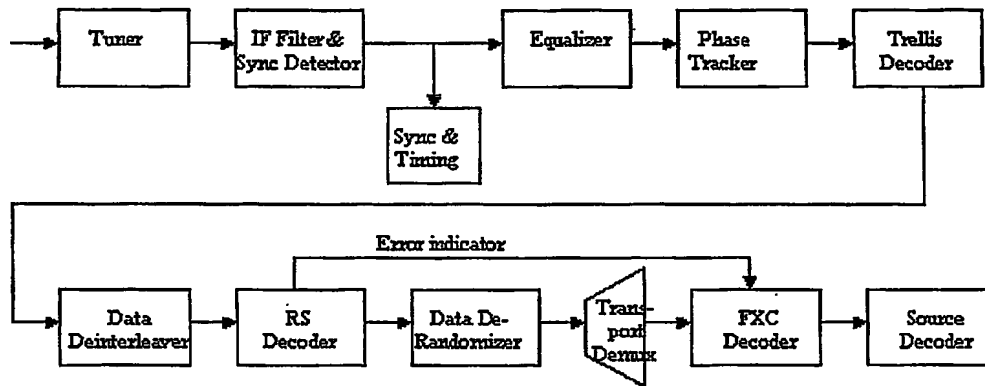 Tuner
IF Filter &
Sync Detector
Equalizer
Phase
Tracker
Trellis
Decoder
Sync &
Timing
Error indicator
Data
Deinterleaver
RS
Decoder
Data De-
Randomizer
Trans-
port
Demux
FXC
Decoder
Source
Decoder